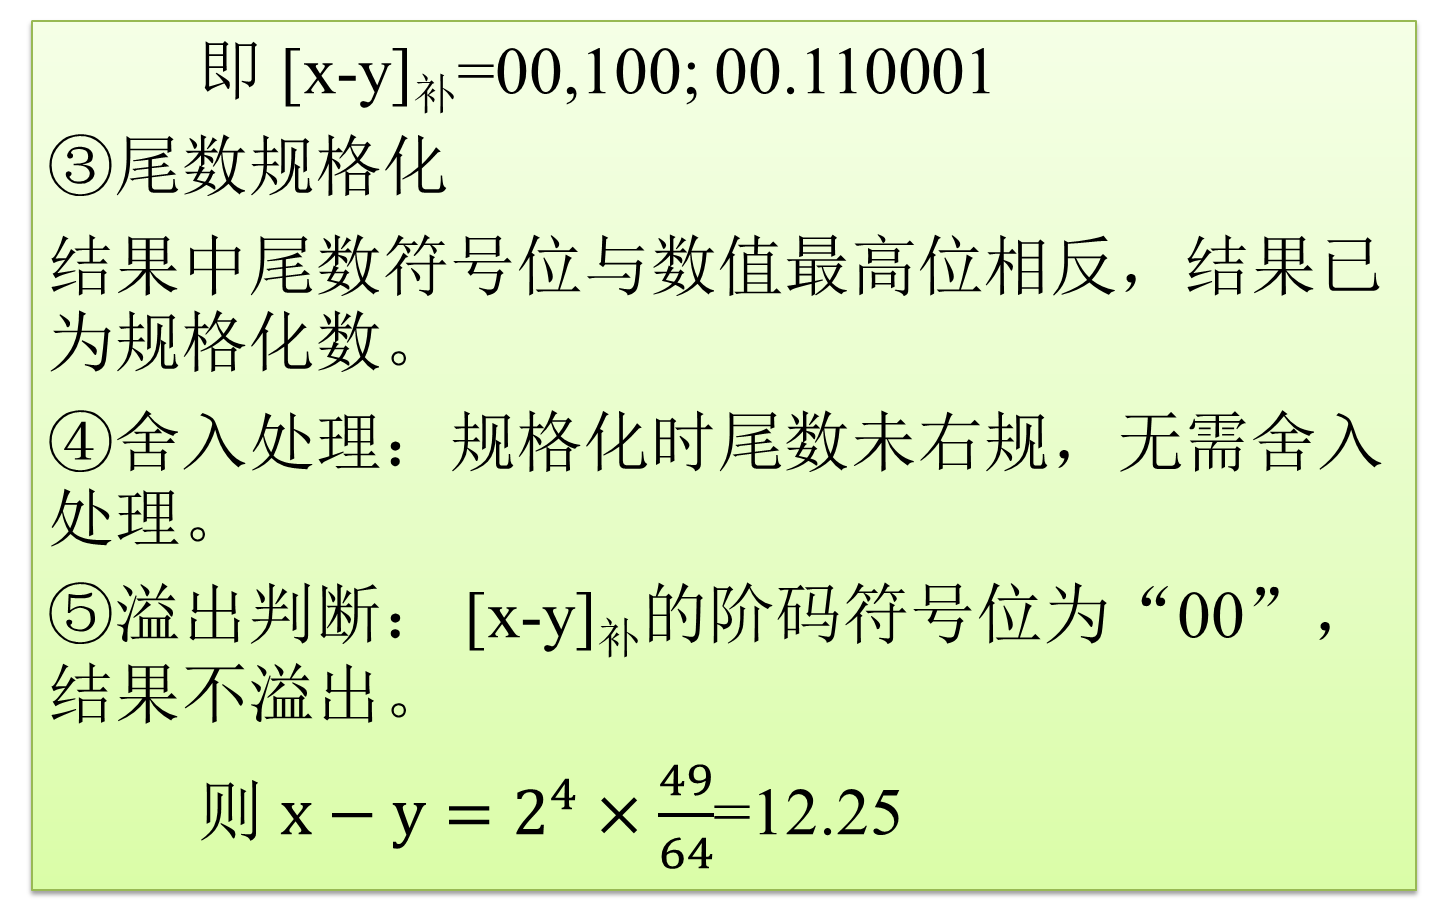 即 [x-y]补=00,100; 00.110001
③尾数规格化
结果中尾数符号位与数值最高位相反，结果已
为规格化数。
④舍入处理：规格化时尾数未右规，无需舍入
处理。
⑤溢出判断： [x-y]补的阶码符号位为“00”，
结果不溢出。
则 x − y = 2⁴ × 49/64=12.25